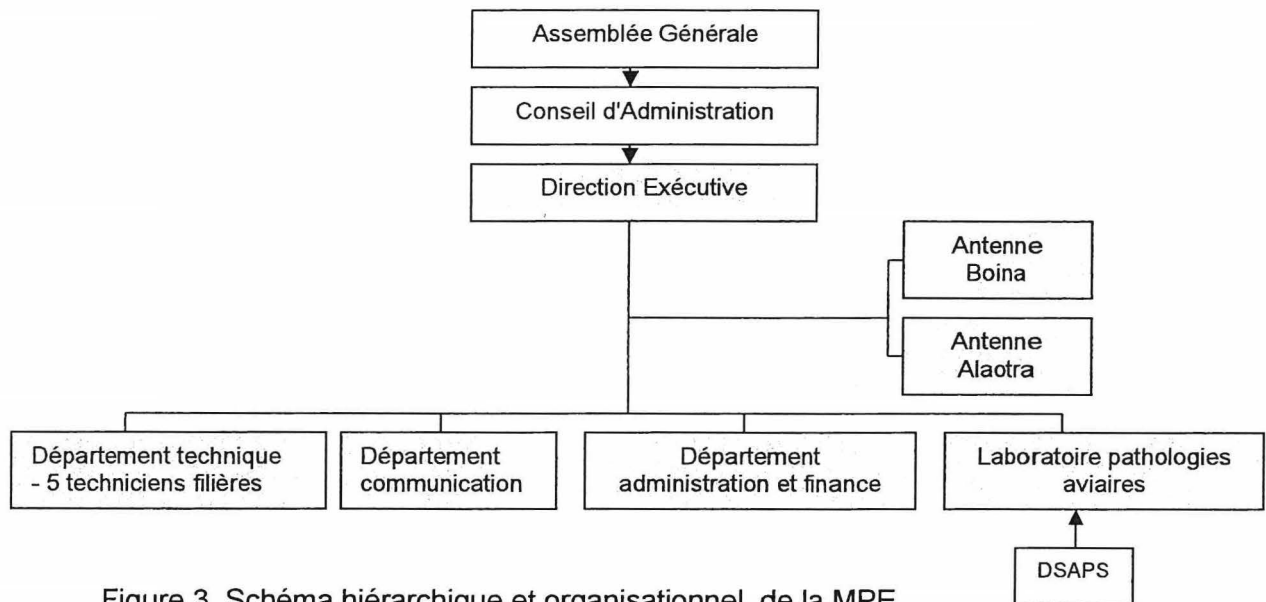 Assemblée Générale
Conseil d'Administration
Direction Exécutive
Antenne
Boina
Antenne
Alaotra
Département technique
- 5 techniciens filières
Département
communication
Département
administration et finance
Laboratoire pathologies
aviaires
DSAPS
Figure 3. Schéma hiérarchique et organisationnel de la MPE